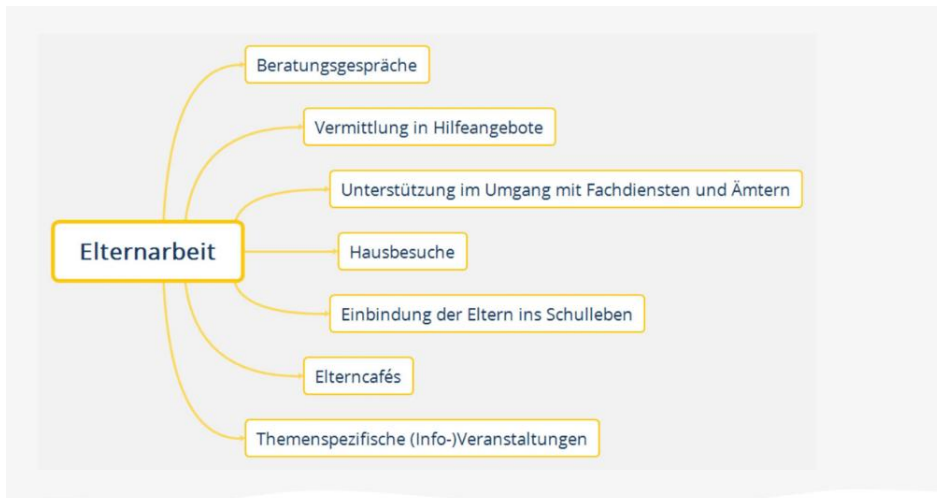 Beratungsgespräche
Vermittlung in Hilfeangebote
Unterstützung im Umgang mit Fachdiensten und Ämtern
Elternarbeit
Hausbesuche
Einbindung der Eltern ins Schulleben
Elterncafés
Themenspezifische (Info-)Veranstaltungen